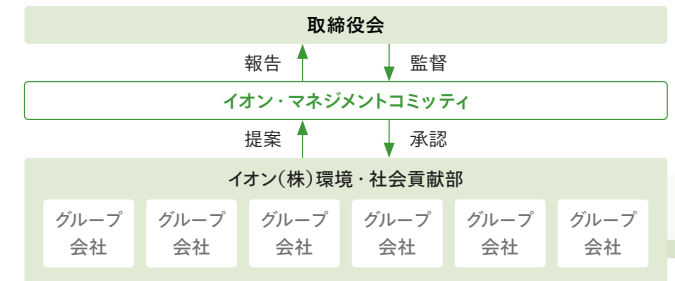 取締役会
報告 監督
イオン・マネジメントコミッティ
提案 承認
イオン(株)環境・社会貢献部
グループ グループ グループ グループ グループ グループ
会社 会社 会社 会社 会社 会社